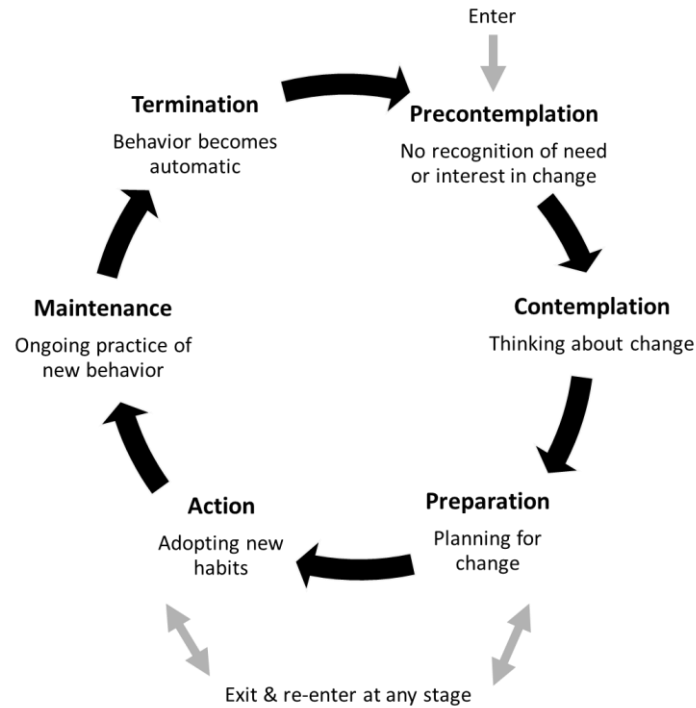 Enter
Precontemplation
No recognition of need
or interest in change
Contemplation
Thinking about change
Preparation
Planning for
change
Action
Adopting new
habits
Maintenance
Ongoing practice of
new behavior
Termination
Behavior becomes
automatic
Exit & re-enter at any stage